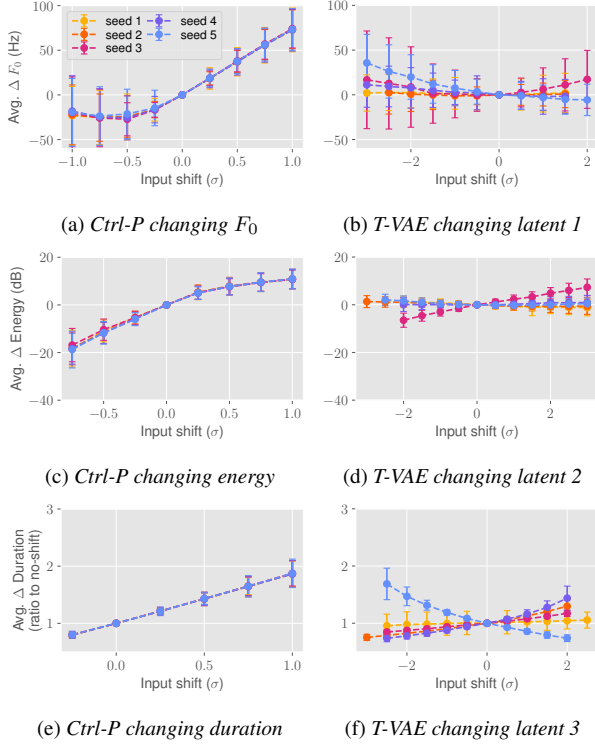 100
50
0
−50
Avg. Δ F₀ (Hz)
seed 1
seed 2
seed 3
seed 4
seed 5
−1.0 −0.5 0.0 0.5 1.0
Input shift (σ)
(a) Ctrl-P changing F₀
100
50
0
−50
−2 0 2
Input shift (σ)
(b) T-VAE changing latent 1
20
0
−20
−40
Avg. Δ Energy (dB)
−0.5 0.0 0.5 1.0
Input shift (σ)
(c) Ctrl-P changing energy
20
0
−20
−40
−2 0 2
Input shift (σ)
(d) T-VAE changing latent 2
3
2
1
Avg. Δ Duration
(ratio to no-shift)
0.0 0.5 1.0
Input shift (σ)
(e) Ctrl-P changing duration
3
2
1
−2 0 2
Input shift (σ)
(f) T-VAE changing latent 3